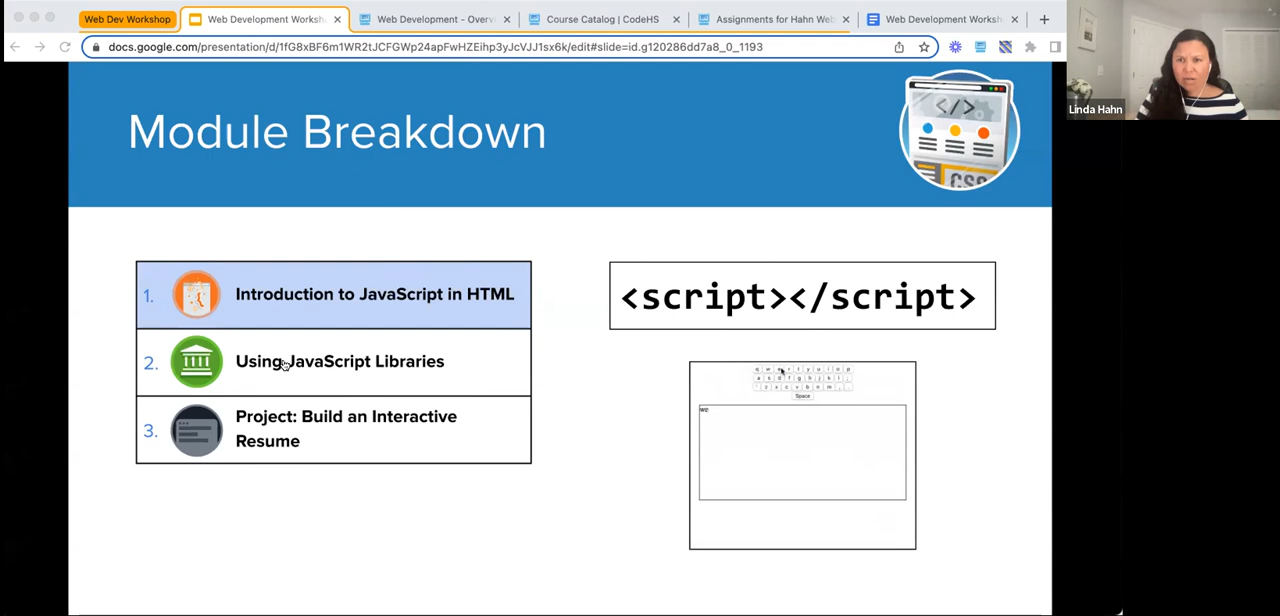 Web Dev Workshop
Web Development Worksh
Web Development - Overv
Course Catalog | CodeHS
Assignments for Hahn Web
Web Development Worksh
docs.google.com/presentation/d/1fG8xBF6m1WR2tJCFGWp24apFwHZEihp3yJcVJJ1sx6k/edit#slide=id.g120286dd7a8_0_1193
Linda Hahn
Module Breakdown
</>
CSS
1. Introduction to JavaScript in HTML
2. Using JavaScript Libraries
3. Project: Build an Interactive
Resume
<script></script>
q w e r t y u i o p
a s d f g h j k l ;
' z x c v b n m , .
Space